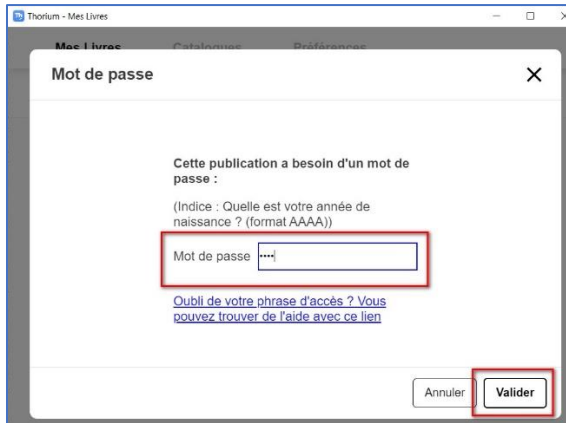 Thorium - Mes Livres
Mes Livres Catalogues Préférences
Mot de passe
Cette publication a besoin d'un mot de
passe :
(Indice : Quelle est votre année de
naissance ? (format AAAA))
Mot de passe ····
Oubli de votre phrase d'accès ? Vous
pouvez trouver de l'aide avec ce lien
Annuler Valider